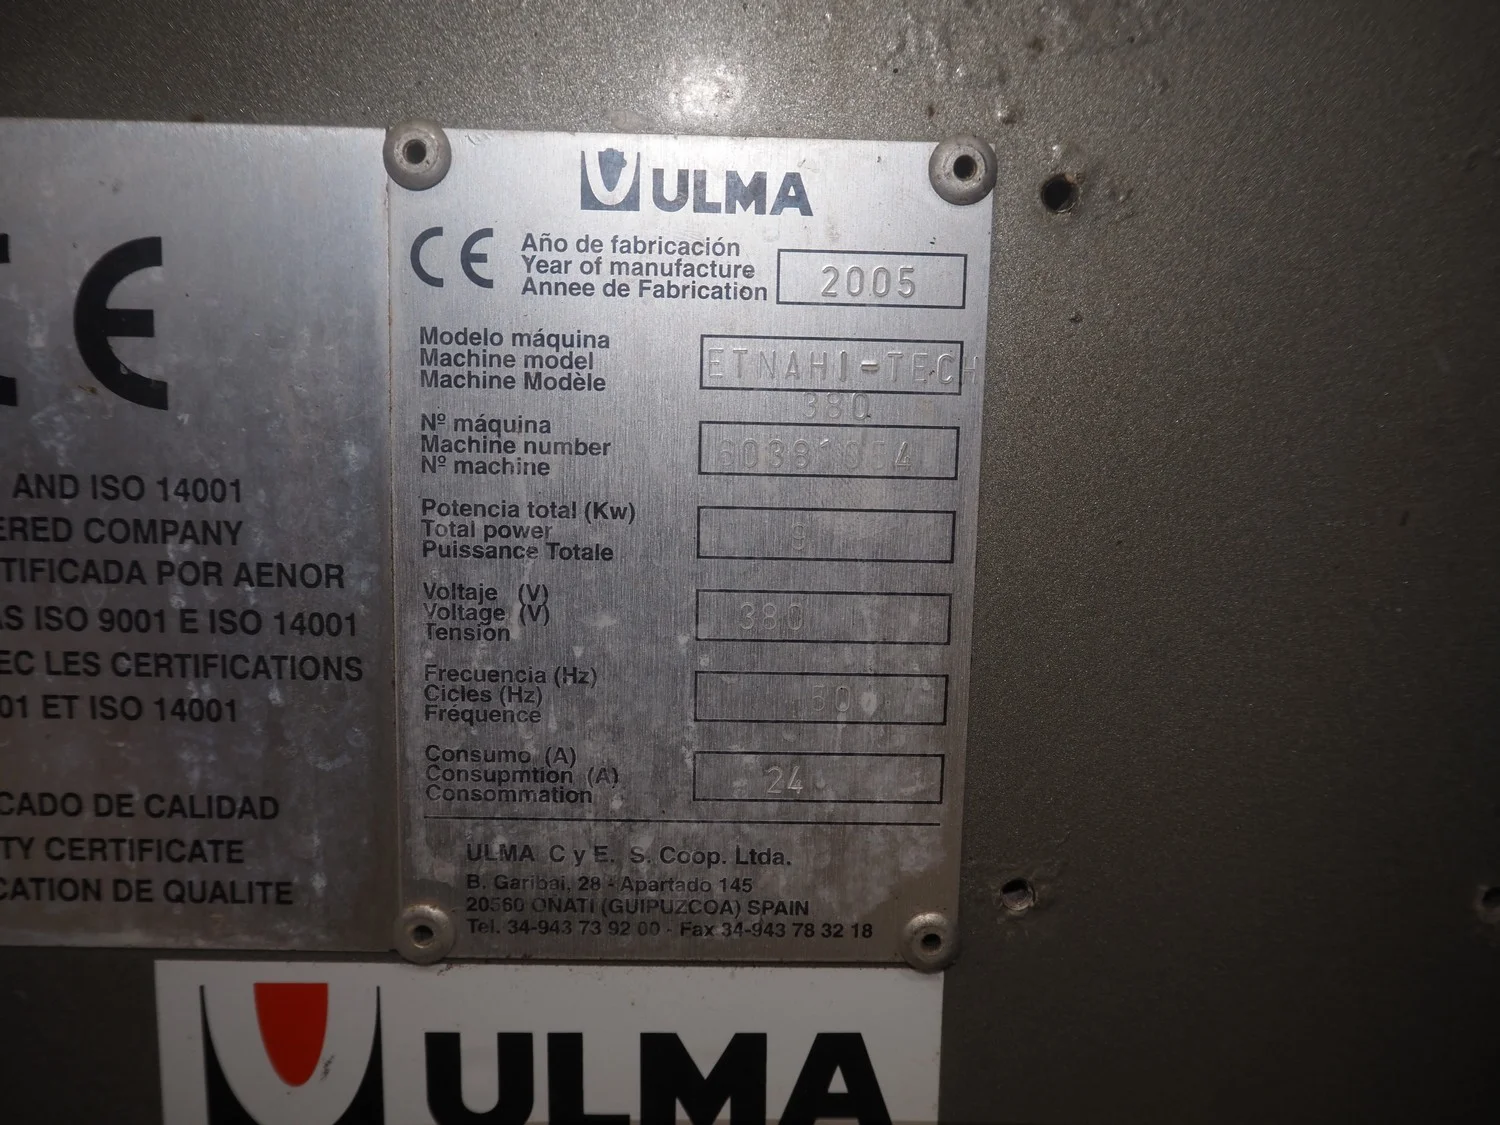 CE
AND ISO 14001
ERED COMPANY
TIFICADA POR AENOR
AS ISO 9001 E ISO 14001
EC LES CERTIFICATIONS
01 ET ISO 14001
CADO DE CALIDAD
TY CERTIFICATE
CATION DE QUALITE
ULMA
CE
Año de fabricación
Year of manufacture
Annee de Fabrication
2005
Modelo máquina
Machine model
Machine Modèle
ETNAHI-TECH
380
Nº máquina
Machine number
Nº machine
Potencia total (Kw)
Total power
Puissance Totale
9
Voltaje (V)
Voltage (V)
Tension
380
Frecuencia (Hz)
Cicles (Hz)
Fréquence
50
Consumo (A)
Consupmtion (A)
Consommation
24
ULMA C y E. S. Coop. Ltda.
B. Garibai, 28 - Apartado 145
20560 OÑATI (GUIPUZCOA) SPAIN
Tel. 34-943 73 92 00 - Fax 34-943 78 32 18
ULMA